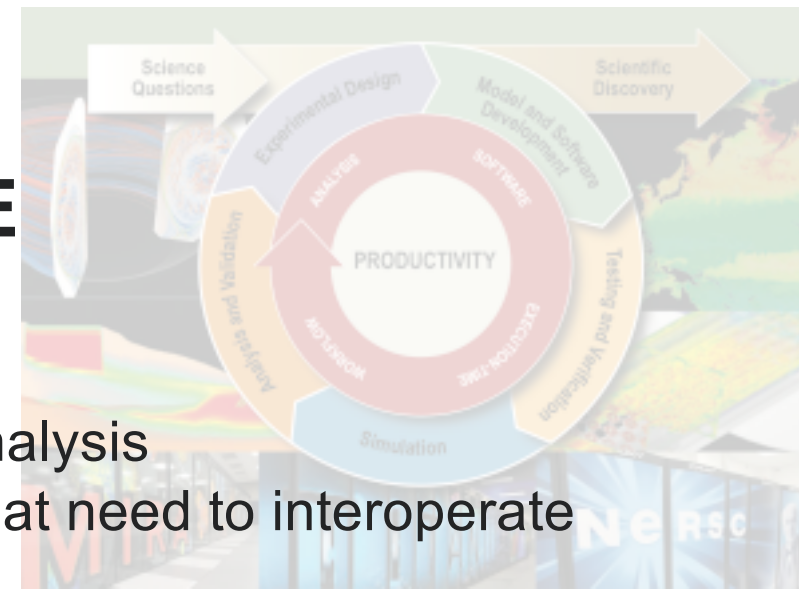 Science
Questions
Scientific
Discovery
Experimental Design
Model and Software
Development
E
ANALYSIS
SOFTWARE
PRODUCTIVITY
Analysis and Validation
Testing and Verification
WORKFLOW
EXECUTION-TIME
nalysis
Simulation
at need to interoperate
NERSC